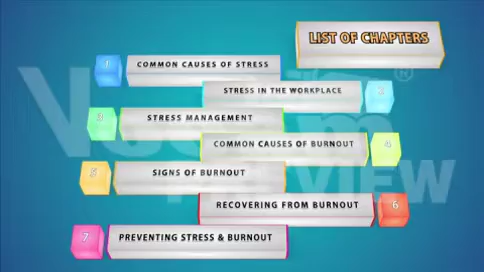 LIST OF CHAPTERS
1 COMMON CAUSES OF STRESS
STRESS IN THE WORKPLACE 2
3 STRESS MANAGEMENT
COMMON CAUSES OF BURNOUT 4
5 SIGNS OF BURNOUT
RECOVERING FROM BURNOUT 6
7 PREVENTING STRESS & BURNOUT